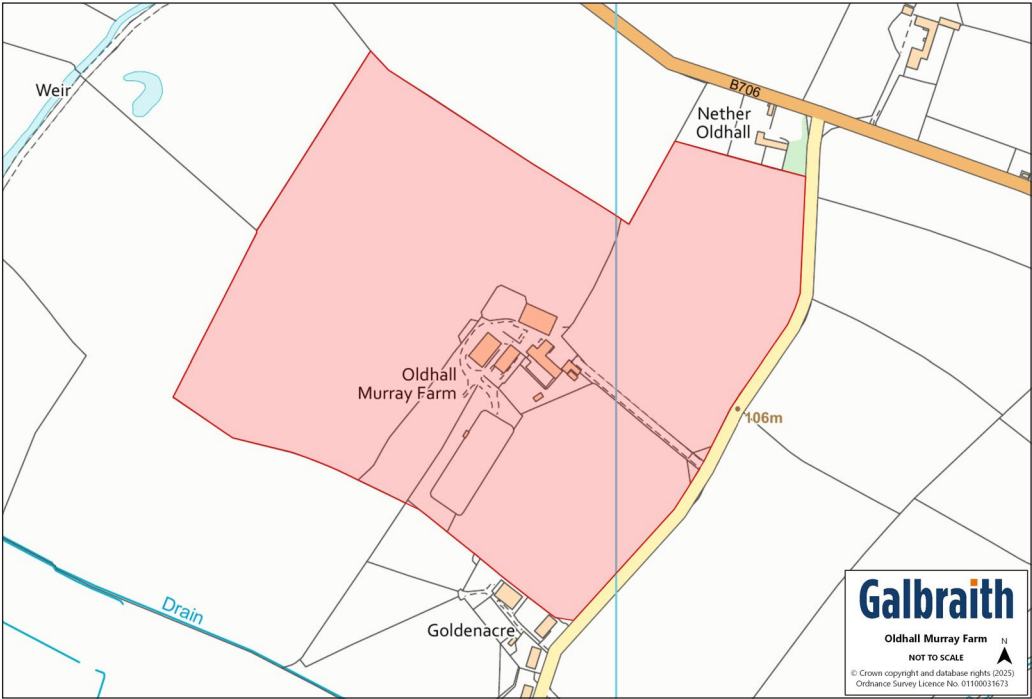 Weir
B706
Nether
Oldhall
Oldhall
Murray Farm
106m
Drain
Goldenacre
Galbraith
Oldhall Murray Farm
N
NOT TO SCALE
© Crown copyright and database rights (2025)
Ordnance Survey Licence No. 01100031673